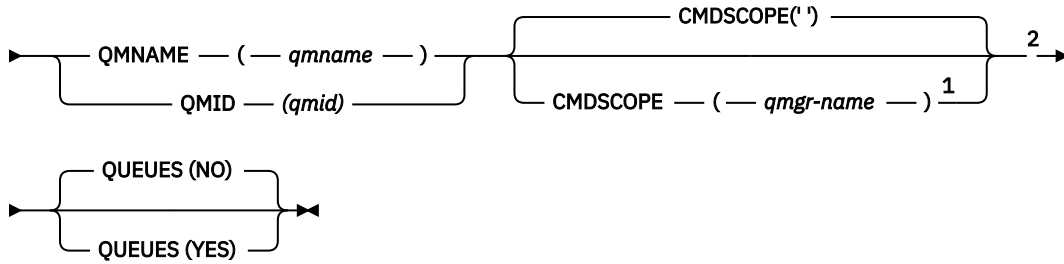 CMDSCOPE(' ')
QMNAME ( qmname ) 2
QMID (qmid) CMDSCOPE ( qmgr-name ) 1
QUEUES (NO)
QUEUES (YES)